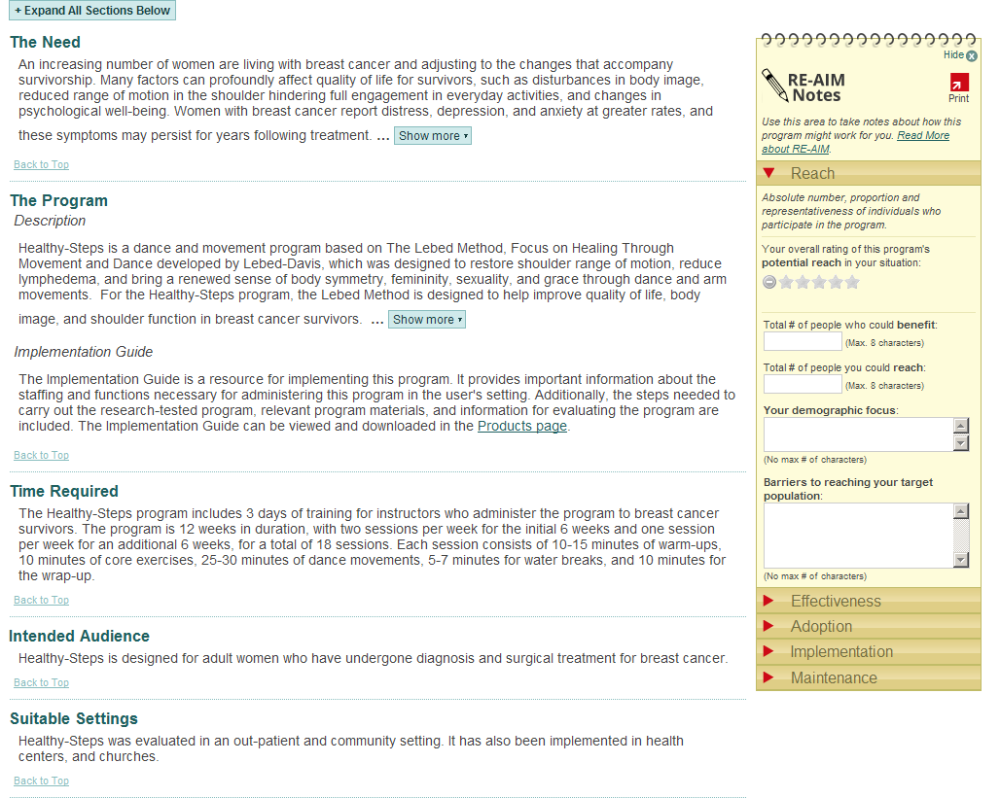 + Expand All Sections Below
The Need
An increasing number of women are living with breast cancer and adjusting to the changes that accompany
survivorship. Many factors can profoundly affect quality of life for survivors, such as disturbances in body image,
reduced range of motion in the shoulder hindering full engagement in everyday activities, and changes in
psychological well-being. Women with breast cancer report distress, depression, and anxiety at greater rates, and
these symptoms may persist for years following treatment. ... Show more
Back to Top
The Program
Description
Healthy-Steps is a dance and movement program based on The Lebed Method, Focus on Healing Through
Movement and Dance developed by Lebed-Davis, which was designed to restore shoulder range of motion, reduce
lymphedema, and bring a renewed sense of body symmetry, femininity, sexuality, and grace through dance and arm
movements. For the Healthy-Steps program, the Lebed Method is designed to help improve quality of life, body
image, and shoulder function in breast cancer survivors. ... Show more
Implementation Guide
The Implementation Guide is a resource for implementing this program. It provides important information about the
staffing and functions necessary for administering this program in the user's setting. Additionally, the steps needed to
carry out the research-tested program, relevant program materials, and information for evaluating the program are
included. The Implementation Guide can be viewed and downloaded in the Products page.
Back to Top
Time Required
The Healthy-Steps program includes 3 days of training for instructors who administer the program to breast cancer
survivors. The program is 12 weeks in duration, with two sessions per week for the initial 6 weeks and one session
per week for an additional 6 weeks, for a total of 18 sessions. Each session consists of 10-15 minutes of warm-ups,
10 minutes of core exercises, 25-30 minutes of dance movements, 5-7 minutes for water breaks, and 10 minutes for
the wrap-up.
Back to Top
Intended Audience
Healthy-Steps is designed for adult women who have undergone diagnosis and surgical treatment for breast cancer.
Back to Top
Suitable Settings
Healthy-Steps was evaluated in an out-patient and community setting. It has also been implemented in health
centers, and churches.
Back to Top
Hide
RE-AIM
Notes
Print
Use this area to take notes about how this
program might work for you. Read More
about RE-AIM.
Reach
Absolute number, proportion and
representativeness of individuals who
participate in the program.
Your overall rating of this program's
potential reach in your situation:
Total # of people who could benefit:
(Max. 8 characters)
Total # of people you could reach:
(Max. 8 characters)
Your demographic focus:
(No max # of characters)
Barriers to reaching your target
population:
(No max # of characters)
Effectiveness
Adoption
Implementation
Maintenance